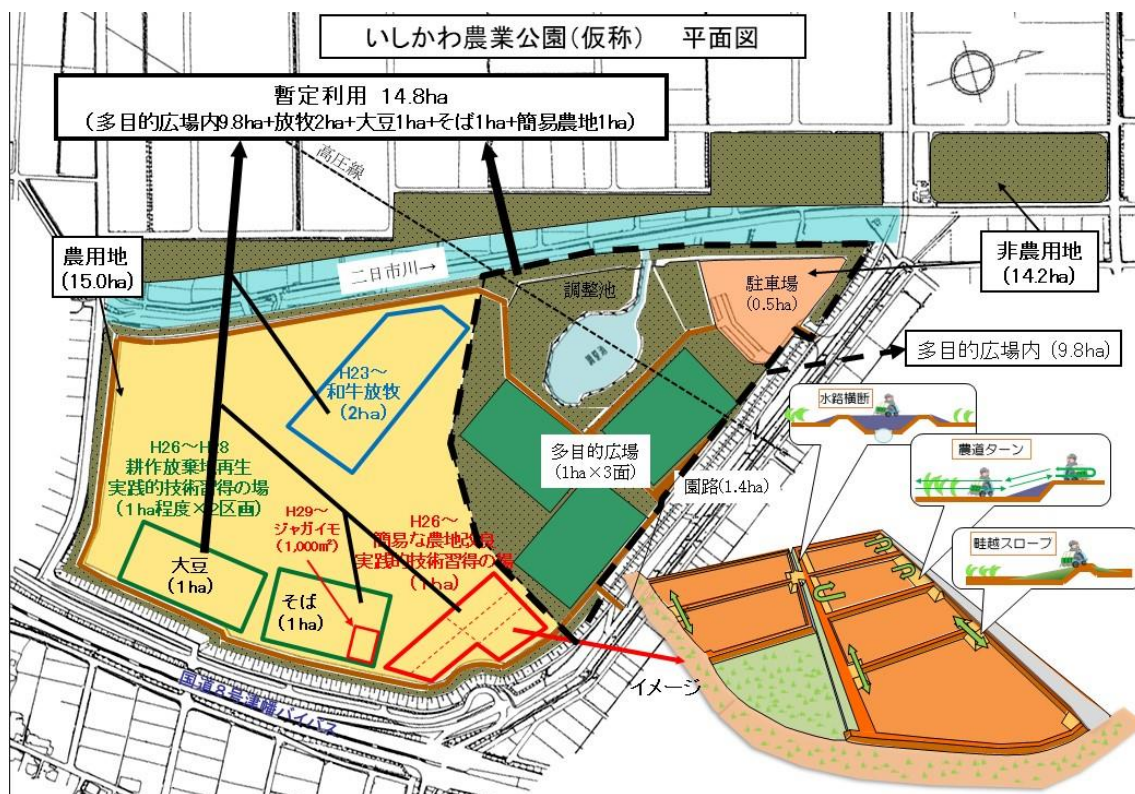 いしかわ農業公園(仮称) 平面図
暫定利用 14.8ha
(多目的広場内9.8ha+放牧2ha+大豆1ha+そば1ha+簡易農地1ha)
高圧線
農用地
(15.0ha)
二日市川→
調整池
調整池
駐車場
(0.5ha)
非農用地
(14.2ha)
多目的広場内 (9.8ha)
H23～
和牛放牧
(2ha)
H26～H28
耕作放棄地再生
実践的技術習得の場
(1ha程度×2区画)
H29～
ジャガイモ
(1,000㎡)
H26～
簡易な農地改良
実践的技術習得の場
(1ha)
大豆
(1ha)
そば
(1ha)
多目的広場
(1ha×3面)
園路(1.4ha)
水路横断
農道ターン
畦越スロープ
イメージ
国道8号津幡バイパス